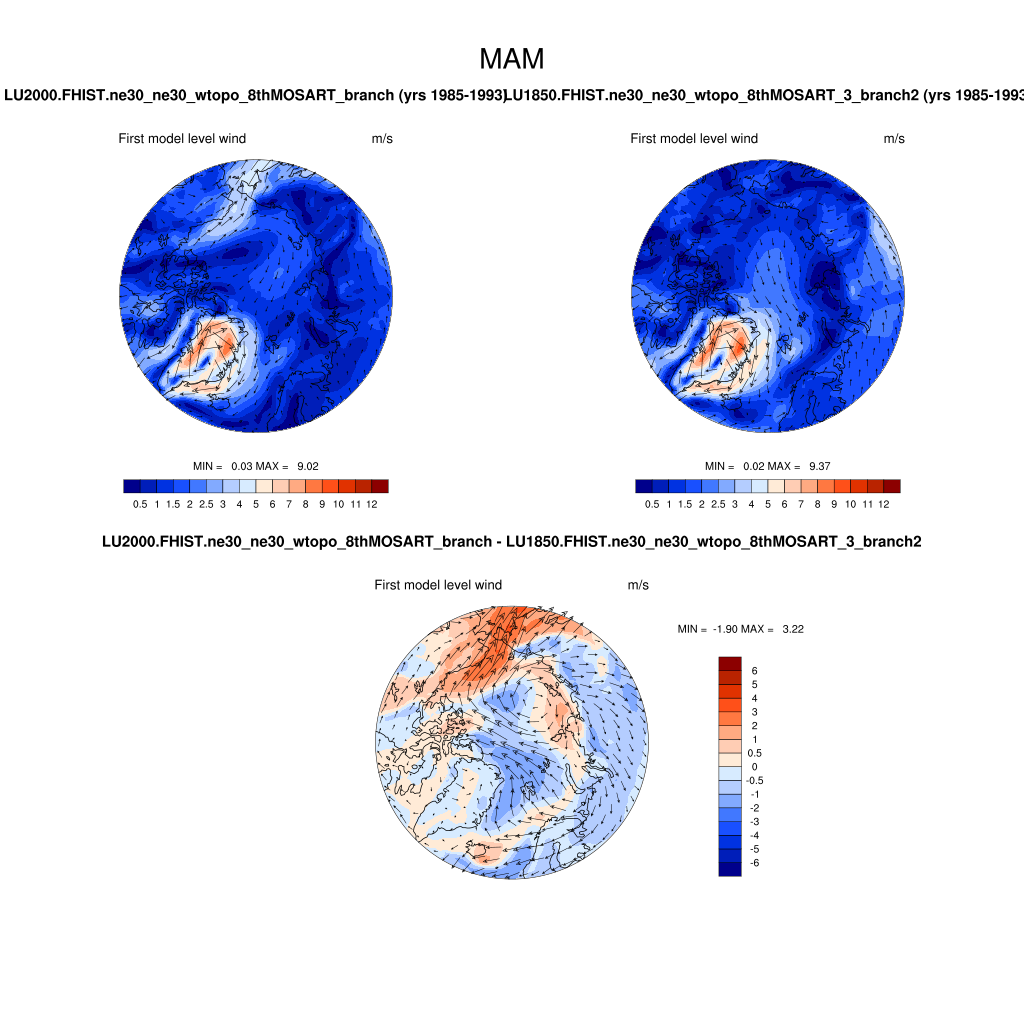 MAM
LU2000.FHIST.ne30_ne30_wtopo_8thMOSART_branch (yrs 1985-1993)
LU1850.FHIST.ne30_ne30_wtopo_8thMOSART_3_branch2 (yrs 1985-1993
First model level wind m/s
First model level wind m/s
MIN = 0.03 MAX = 9.02
MIN = 0.02 MAX = 9.37
0.5 1 1.5 2 2.5 3 4 5 6 7 8 9 10 11 12
0.5 1 1.5 2 2.5 3 4 5 6 7 8 9 10 11 12
LU2000.FHIST.ne30_ne30_wtopo_8thMOSART_branch - LU1850.FHIST.ne30_ne30_wtopo_8thMOSART_3_branch2
First model level wind m/s
MIN = -1.90 MAX = 3.22
6
5
4
3
2
1
0.5
0
-0.5
-1
-2
-3
-4
-5
-6